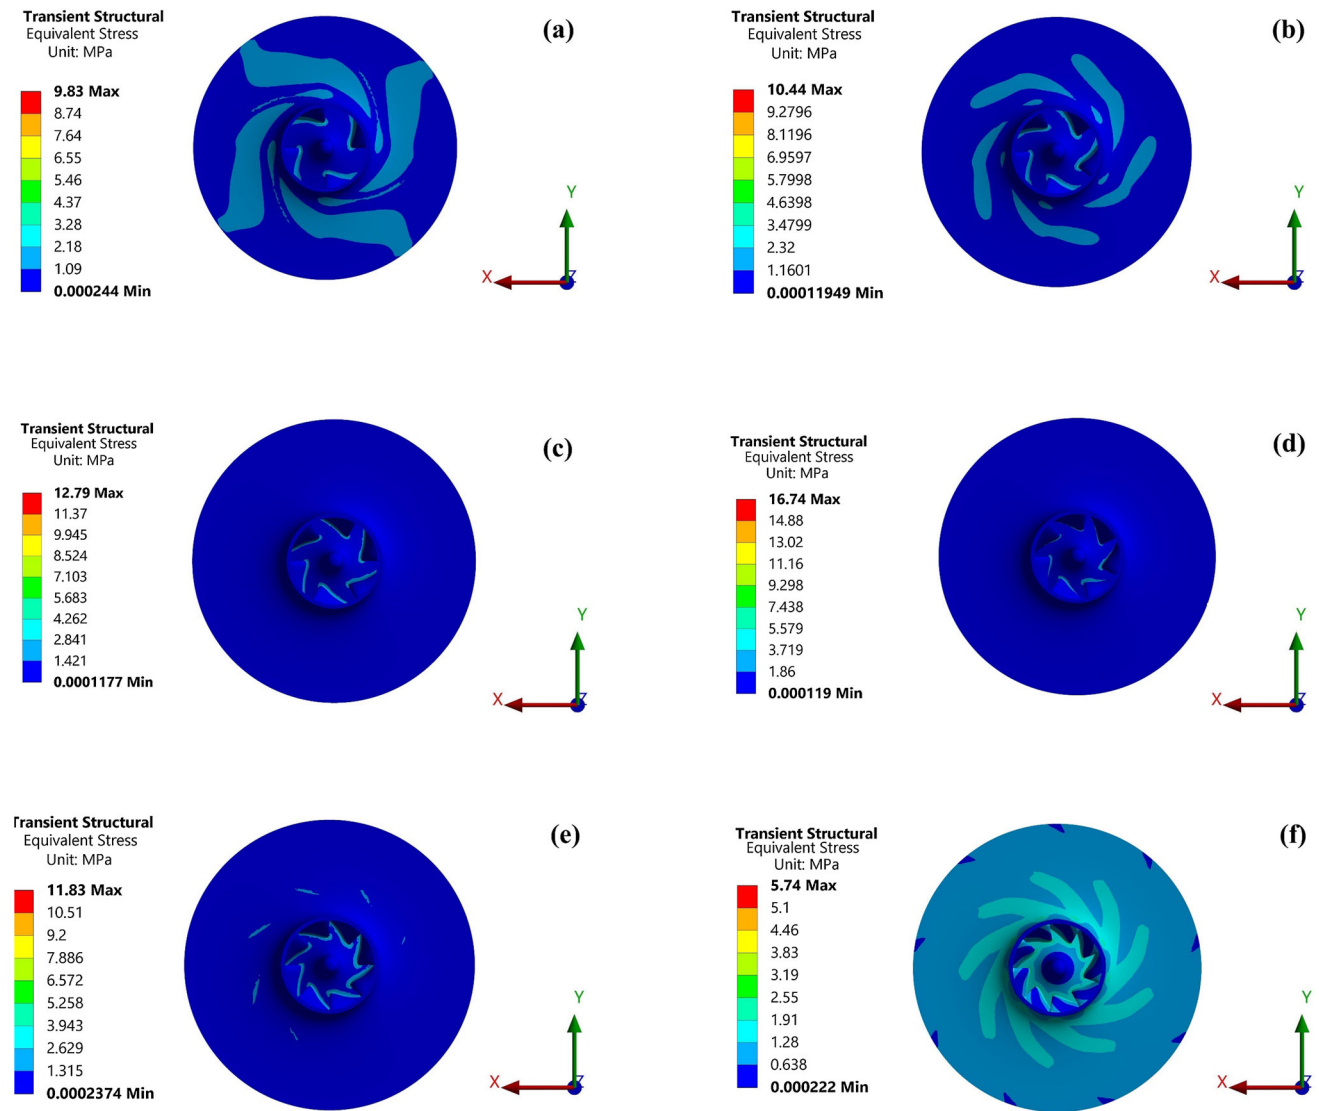 Transient Structural
Equivalent Stress
Unit: MPa
9.83 Max
8.74
7.64
6.55
5.46
4.37
3.28
2.18
1.09
0.000244 Min
(a)
Y
X
Z
Transient Structural
Equivalent Stress
Unit: MPa
10.44 Max
9.2796
8.1196
6.9597
5.7998
4.6398
3.4799
2.32
1.1601
0.00011949 Min
(b)
Y
X
Z
Transient Structural
Equivalent Stress
Unit: MPa
12.79 Max
11.37
9.945
8.524
7.103
5.683
4.262
2.841
1.421
0.0001177 Min
(c)
Y
X
Z
Transient Structural
Equivalent Stress
Unit: MPa
16.74 Max
14.88
13.02
11.16
9.298
7.438
5.579
3.719
1.86
0.000119 Min
(d)
Y
X
Z
Transient Structural
Equivalent Stress
Unit: MPa
11.83 Max
10.51
9.2
7.886
6.572
5.258
3.943
2.629
1.315
0.0002374 Min
(e)
Y
X
Z
Transient Structural
Equivalent Stress
Unit: MPa
5.74 Max
5.1
4.46
3.83
3.19
2.55
1.91
1.28
0.638
0.000222 Min
(f)
Y
X
Z